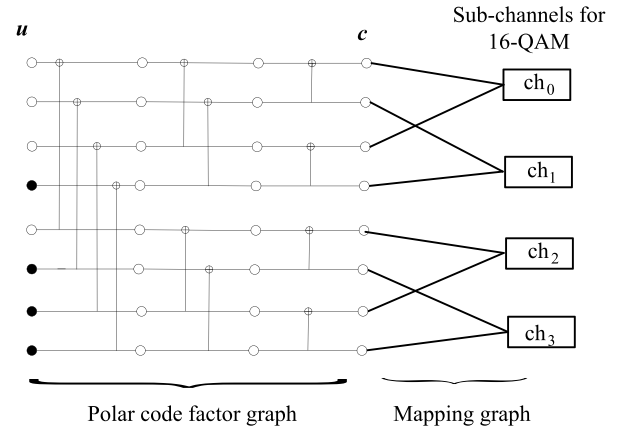 Sub-channels for
16-QAM
u
c
ch0
ch1
ch2
ch3
Polar code factor graph
Mapping graph